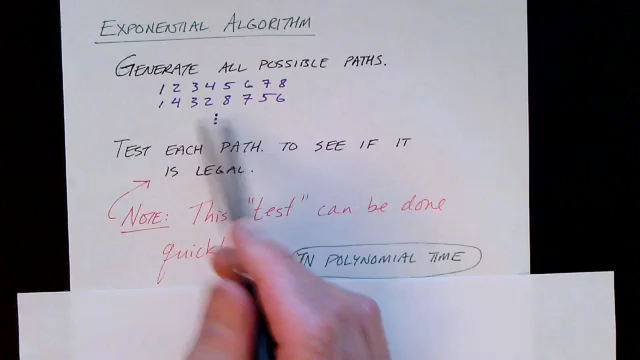 EXPONENTIAL ALGORITHM
GENERATE ALL POSSIBLE PATHS.
1 2 3 4 5 6 7 8
1 4 3 2 8 7 5 6
⋮
TEST EACH PATH TO SEE IF IT
IS LEGAL.
NOTE: This "test" can be done
IN POLYNOMIAL TIME